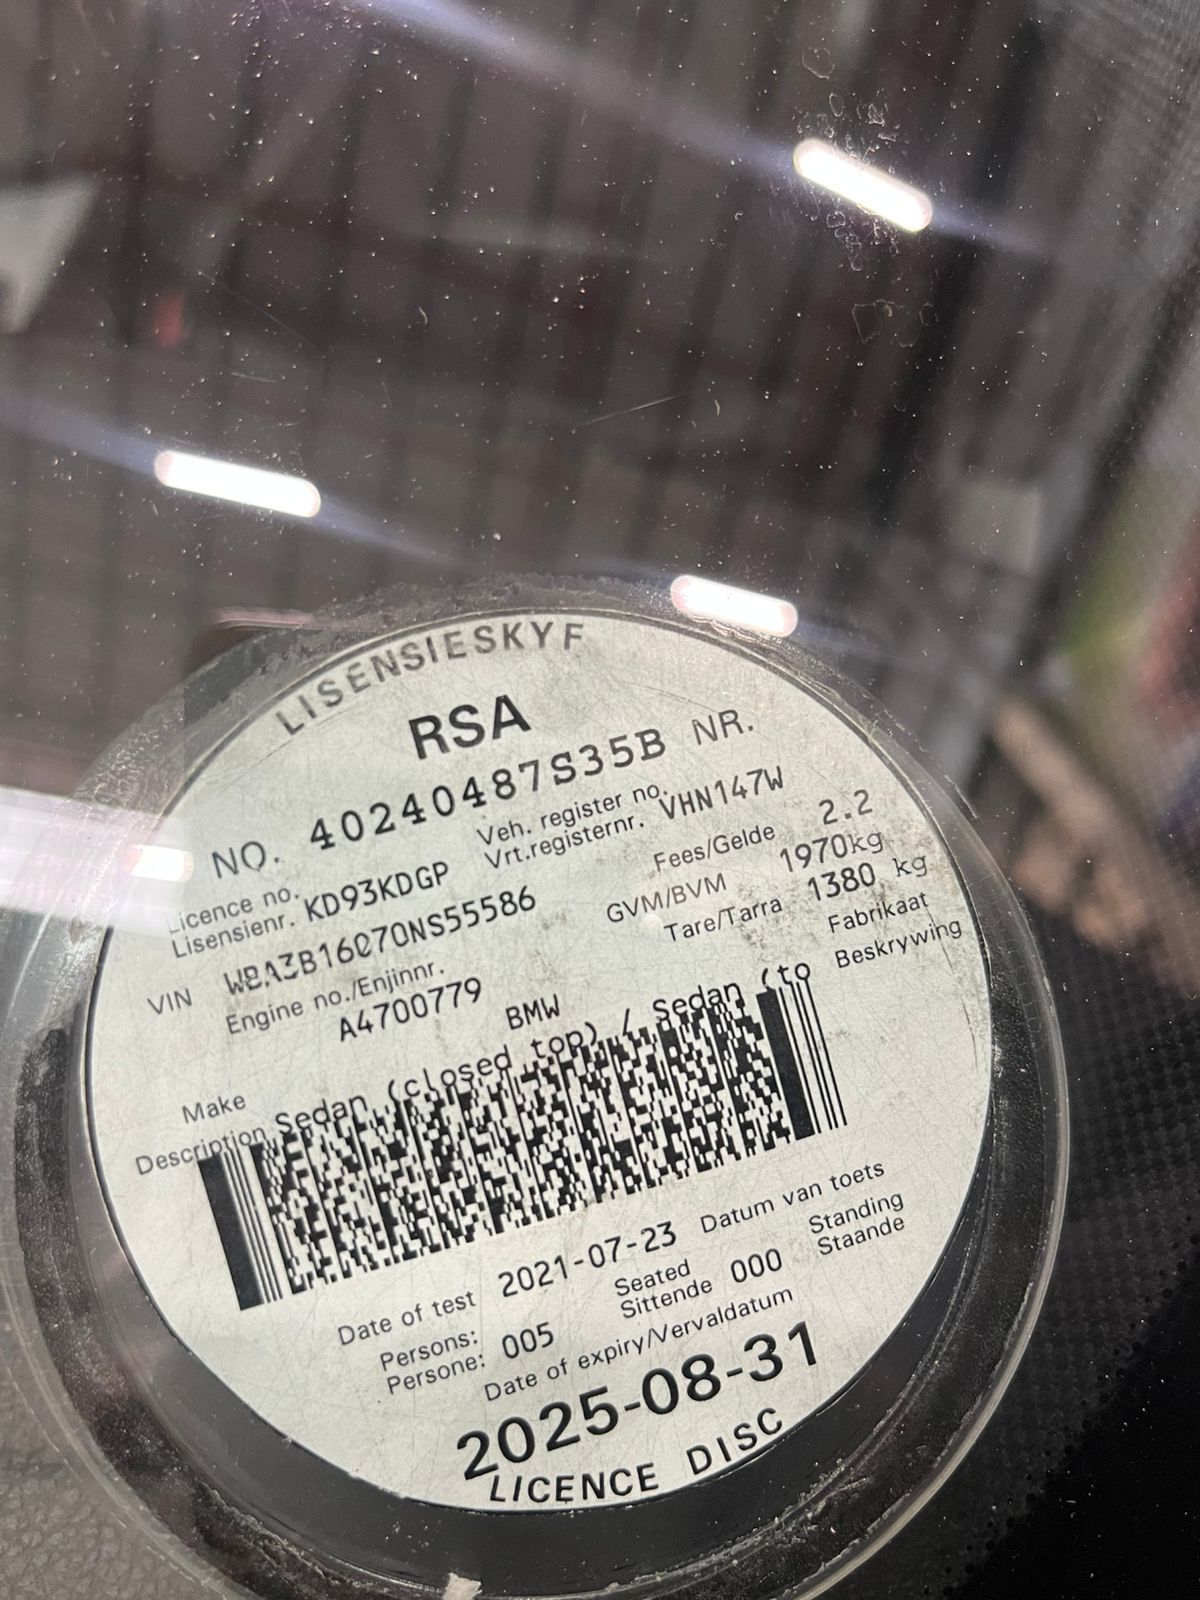 LISENSIESKYF
RSA
NO. 40240487S35B NR.
Licence no. Veh. register no.
Lisensienr. KD93KDGP Vrt.registernr. VHN147W
VIN WBA3B16070NS55586 Fees/Gelde 2.2
Engine no./Enjinnr. GVM/BVM 1970kg
A4700779 Tare/Tarra 1380 kg
Make BMW Fabrikaat
Description Sedan (closed top) / Sedan (to Beskrywing
Date of test 2021-07-23 Datum van toets
Persons: Seated Standing
Persone: 005 Sittende 000 Staande
Date of expiry/Vervaldatum
2025-08-31
LICENCE DISC